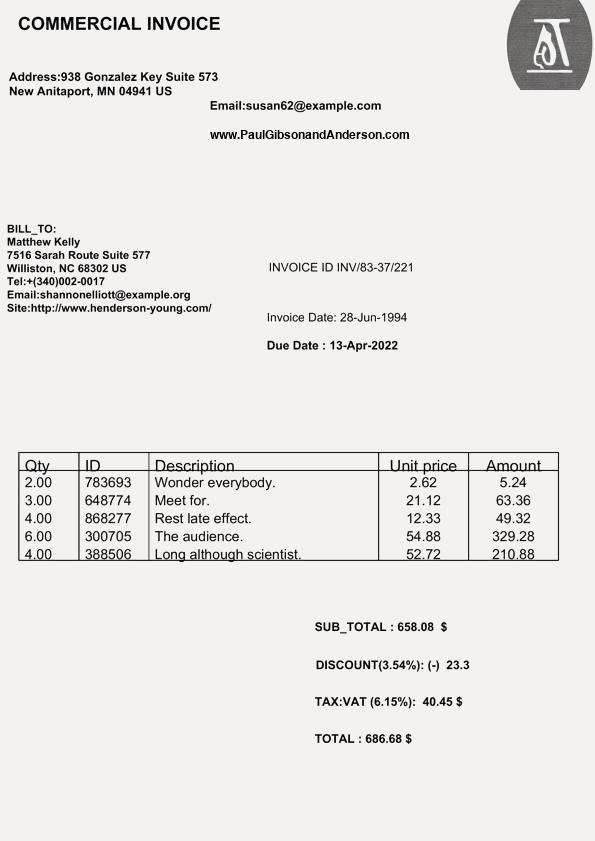 COMMERCIAL INVOICE
Address:938 Gonzalez Key Suite 573
New Anitaport, MN 04941 US
Email:susan62@example.com
www.PaulGibsonandAnderson.com
BILL_TO:
Matthew Kelly
7516 Sarah Route Suite 577
Williston, NC 68302 US
Tel:+(340)002-0017
Email:shannonelliott@example.org
Site:http://www.henderson-young.com/
INVOICE ID INV/83-37/221
Invoice Date: 28-Jun-1994
Due Date : 13-Apr-2022
Qty ID Description Unit price Amount
2.00 783693 Wonder everybody. 2.62 5.24
3.00 648774 Meet for. 21.12 63.36
4.00 868277 Rest late effect. 12.33 49.32
6.00 300705 The audience. 54.88 329.28
4.00 388506 Long although scientist. 52.72 210.88
SUB_TOTAL : 658.08 $
DISCOUNT(3.54%): (-) 23.3
TAX:VAT (6.15%): 40.45 $
TOTAL : 686.68 $